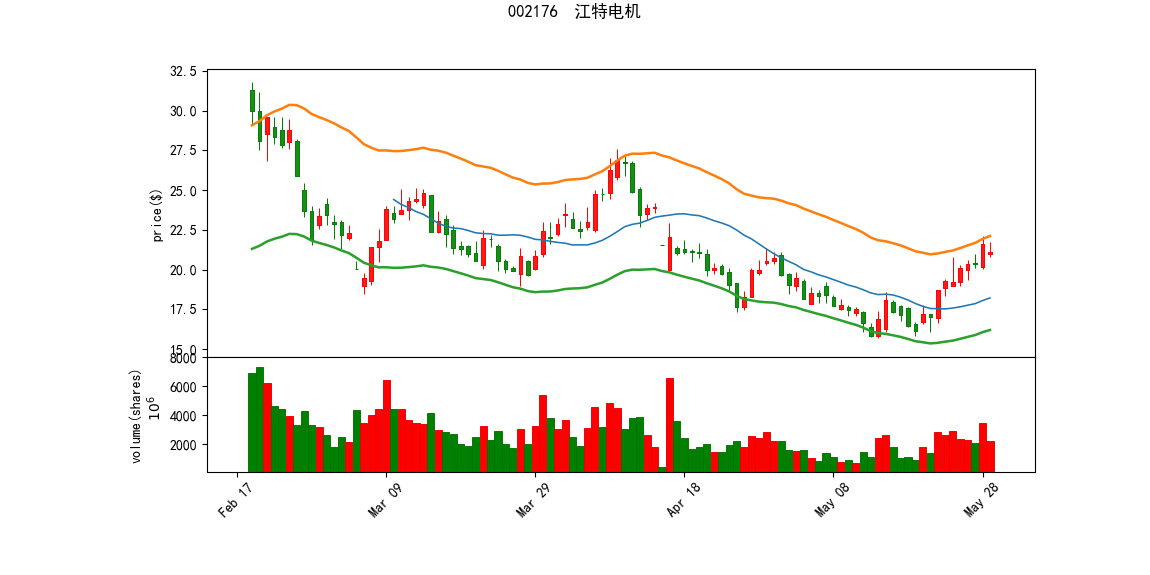 002176 江特电机
32.5
30.0
27.5
25.0
22.5
20.0
17.5
15.0
price($)
8000
6000
4000
2000
volume(shares)
10^6
Feb 17
Mar 09
Mar 29
Apr 18
May 08
May 28